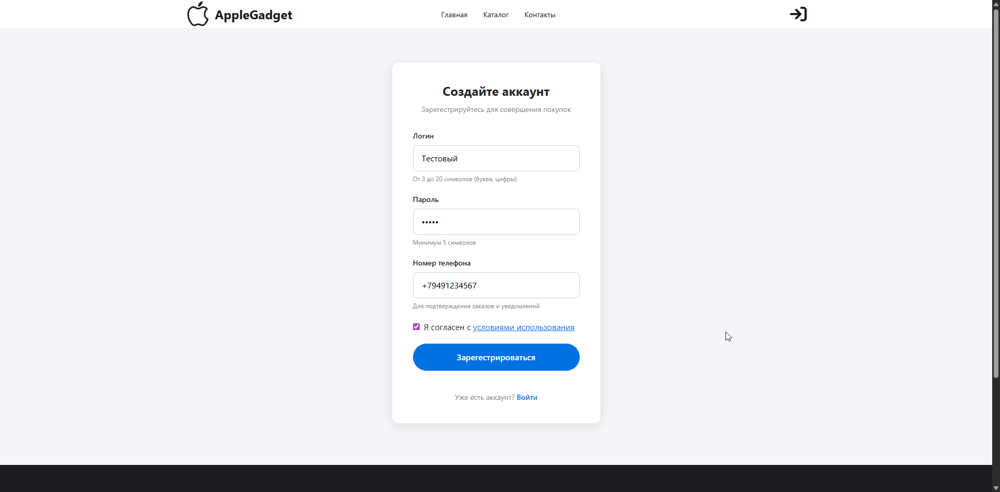 AppleGadget
Главная Каталог Контакты
Создайте аккаунт
Зарегестрируйтесь для совершения покупок
Логин
Тестовый
От 3 до 20 символов (буква, цифры)
Пароль
•••••
Минимум 5 символов
Номер телефона
+79491234567
Для подтверждения заказов и уведомлений
Я согласен с условиями использования
Зарегестрироваться
Уже есть аккаунт? Войти